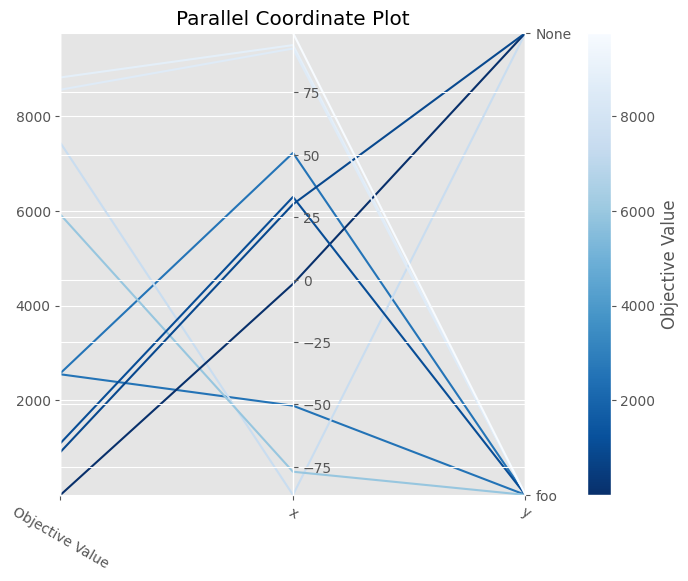 Parallel Coordinate Plot
None
8000
6000
4000
2000
75
50
25
0
−25
−50
−75
foo
8000
6000
4000
2000
Objective Value
Objective Value
x
y